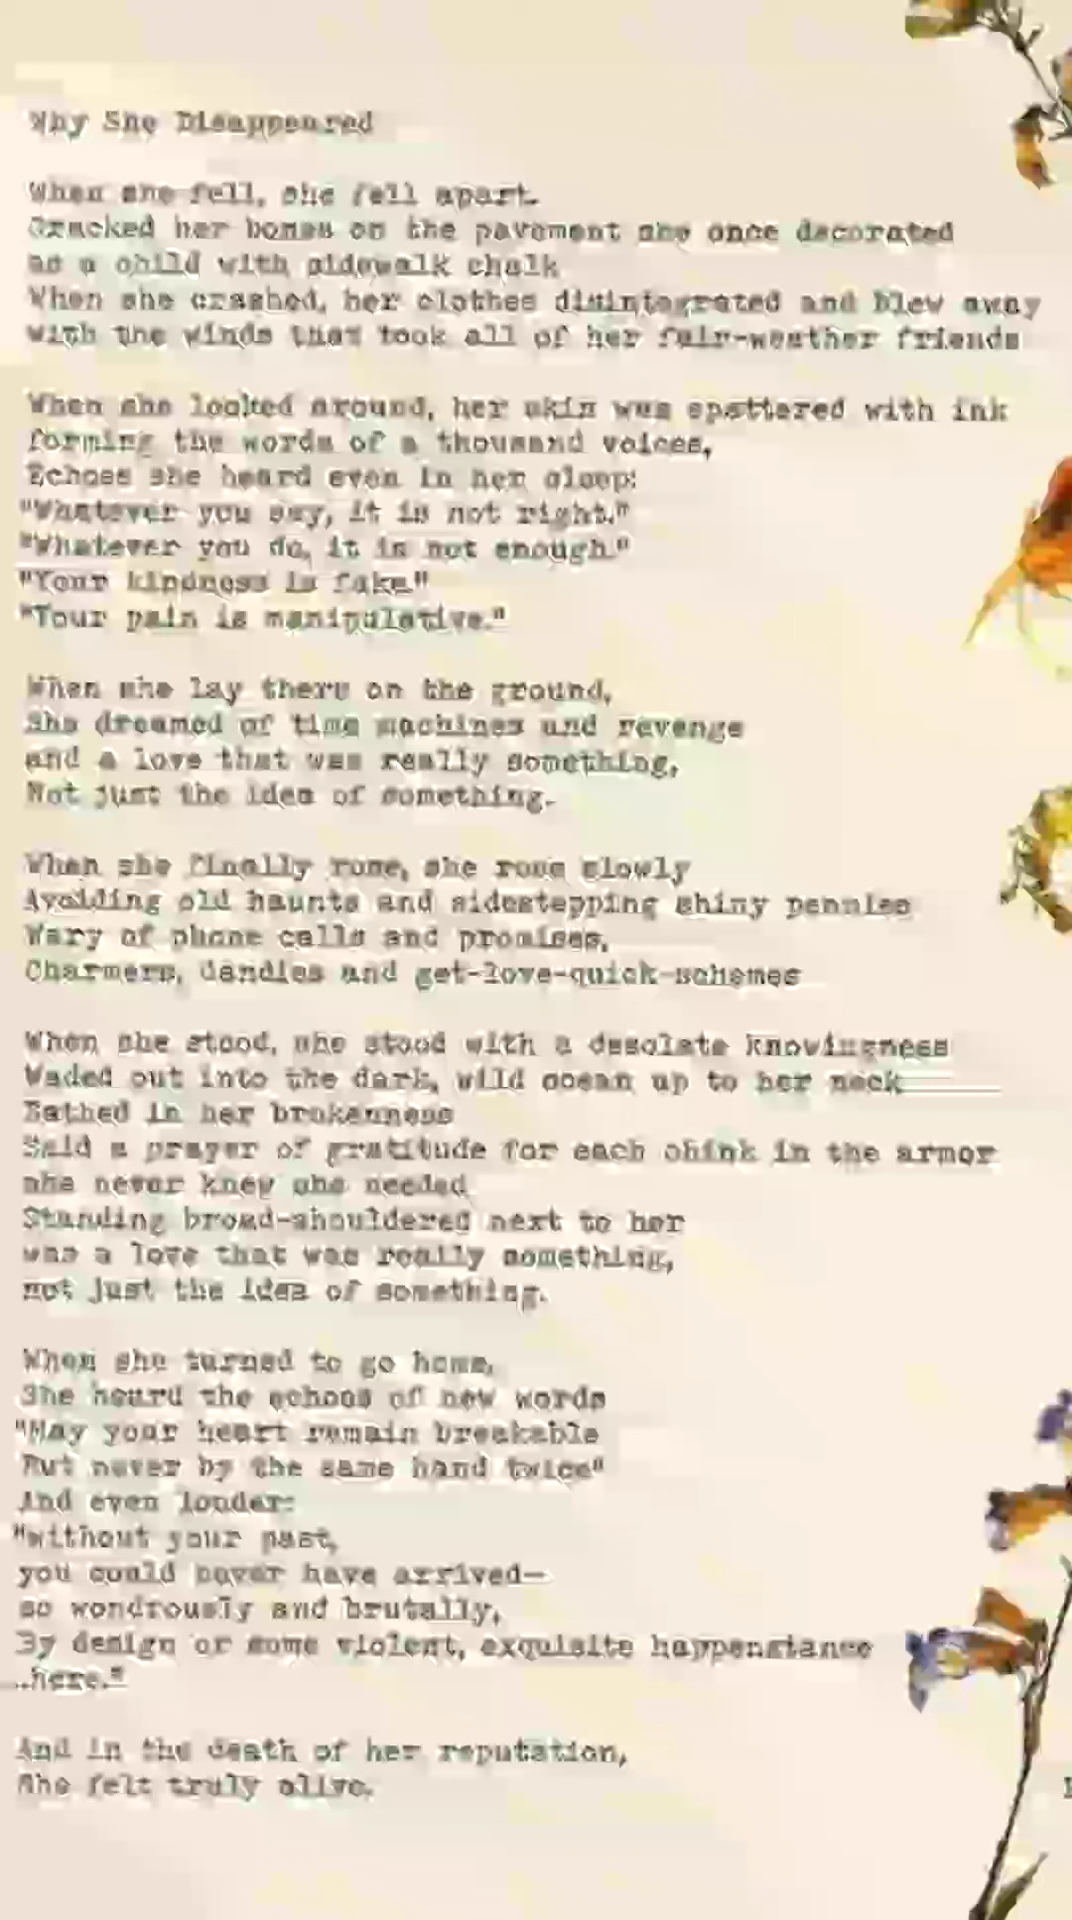 Why She Disappeared
When she fell, she fell apart.
Cracked her bones on the pavement she once decorated
as a child with sidewalk chalk
When she crashed, her clothes disintegrated and blew away
with the winds that took all of her fair-weather friends
When she looked around, her skin was spattered with ink
forming the words of a thousand voices,
Echoes she heard even in her sleep:
"Whatever you say, it is not right."
"Whatever you do, it is not enough."
"Your kindness is fake"
"Your pain is manipulative."
When she lay there on the ground,
She dreamed of time machines and revenge
and a love that was really something,
Not just the idea of something.
When she finally rose, she rose slowly
Avoiding old haunts and sidestepping shiny pennies
Wary of phone calls and promises,
Charmers, dandies and get-love-quick-schemes
When she stood, she stood with a desolate knowingness
Waded out into the dark, wild ocean up to her neck
Bathed in her brokenness
Said a prayer of gratitude for each chink in the armor
she never knew she needed
Standing broad-shouldered next to her
was a love that was really something,
not just the idea of something.
When she turned to go home,
She heard the echoes of new words
"May your heart remain breakable
But never by the same hand twice"
And even louder:
"without your past,
you could never have arrived—
so wondrously and brutally,
By design or some violent, exquisite happenstance
…here."
And in the death of her reputation,
She felt truly alive.